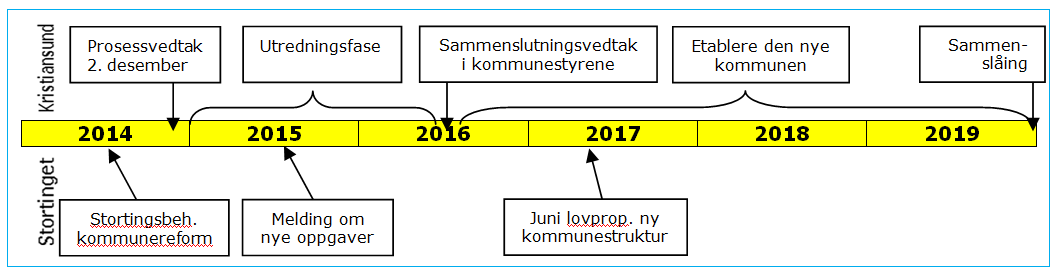 Kristiansund
Prosessvedtak
2. desember
Utredningsfase
Sammenslutningsvedtak
i kommunestyrene
Etablere den nye
kommunen
Sammen-
slåing
2014
2015
2016
2017
2018
2019
Stortinget
Stortingsbeh.
kommunereform
Melding om
nye oppgaver
Juni lovprop. ny
kommunestruktur